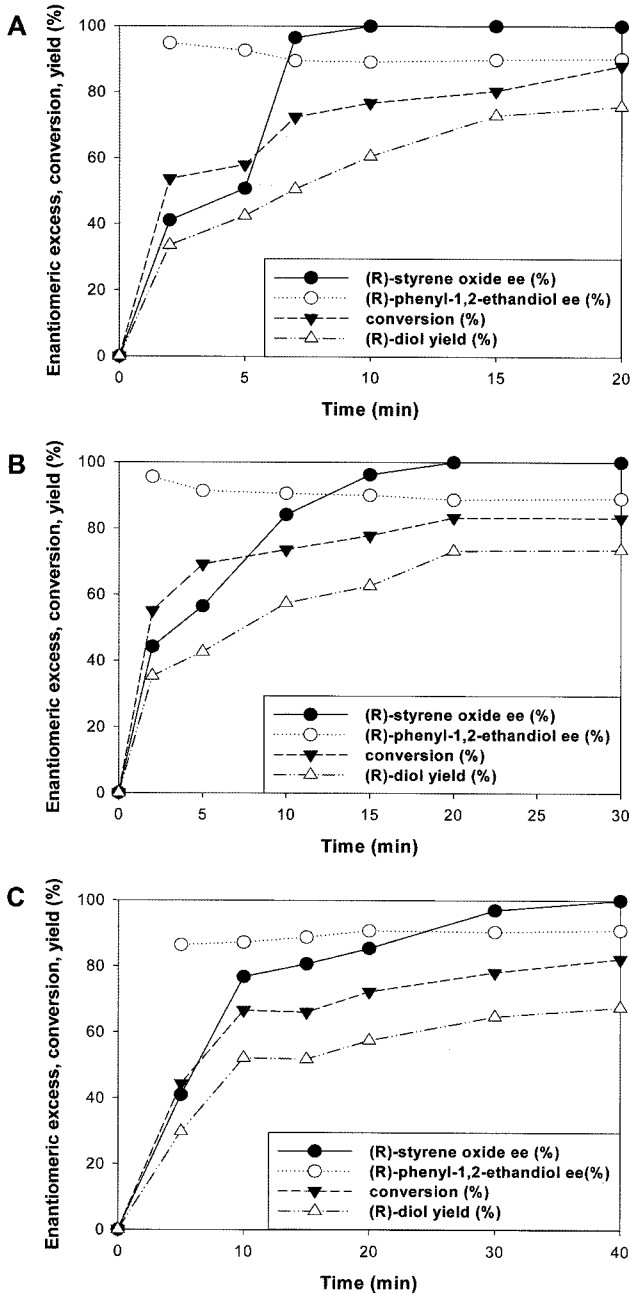 A
Enantiomeric excess, conversion, yield (%)
100
80
60
40
20
0
(R)-styrene oxide ee (%)
(R)-phenyl-1,2-ethandiol ee (%)
conversion (%)
(R)-diol yield (%)
0 5 10 15 20
Time (min)
B
Enantiomeric excess, conversion, yield (%)
100
80
60
40
20
0
(R)-styrene oxide ee (%)
(R)-phenyl-1,2-ethandiol ee (%)
conversion (%)
(R)-diol yield (%)
0 5 10 15 20 25 30
Time (min)
C
Enantiomeric excess, conversion, yield (%)
100
80
60
40
20
0
(R)-styrene oxide ee (%)
(R)-phenyl-1,2-ethandiol ee(%)
conversion (%)
(R)-diol yield (%)
0 10 20 30 40
Time (min)